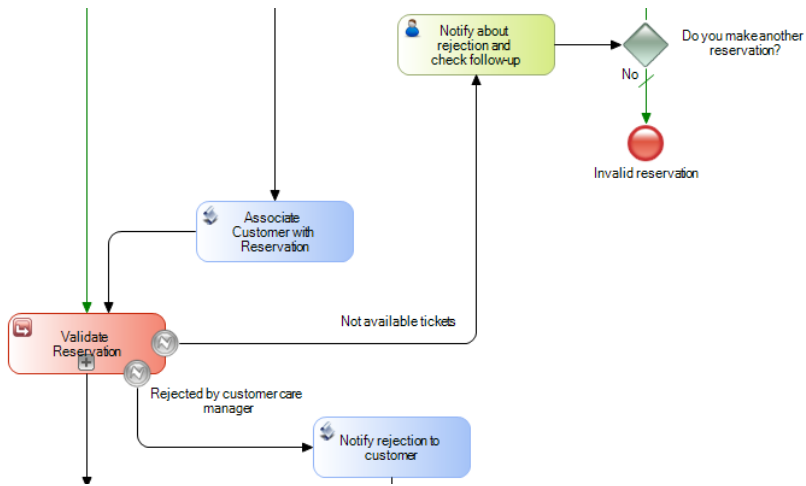 Notify about
rejection and
check follow-up
Do you make another
reservation?
No
Invalid reservation
Associate
Customer with
Reservation
Not available tickets
Validate
Reservation
Rejected by customer care
manager
Notify rejection to
customer